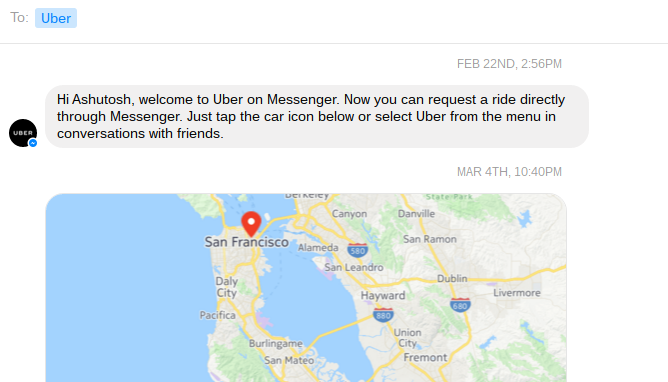 To: Uber
FEB 22ND, 2:56PM
Hi Ashutosh, welcome to Uber on Messenger. Now you can request a ride directly
through Messenger. Just tap the car icon below or select Uber from the menu in
conversations with friends.
UBER
MAR 4TH, 10:40PM
Berkeley
State Park
Canyon
Danville
San Francisco
Alameda
580
San Ramon
San Leandro
Daly
City
Dublin
Hayward
680
Livermore
Pacifica
880
Union
City
Burlingame
San Mateo
Fremont